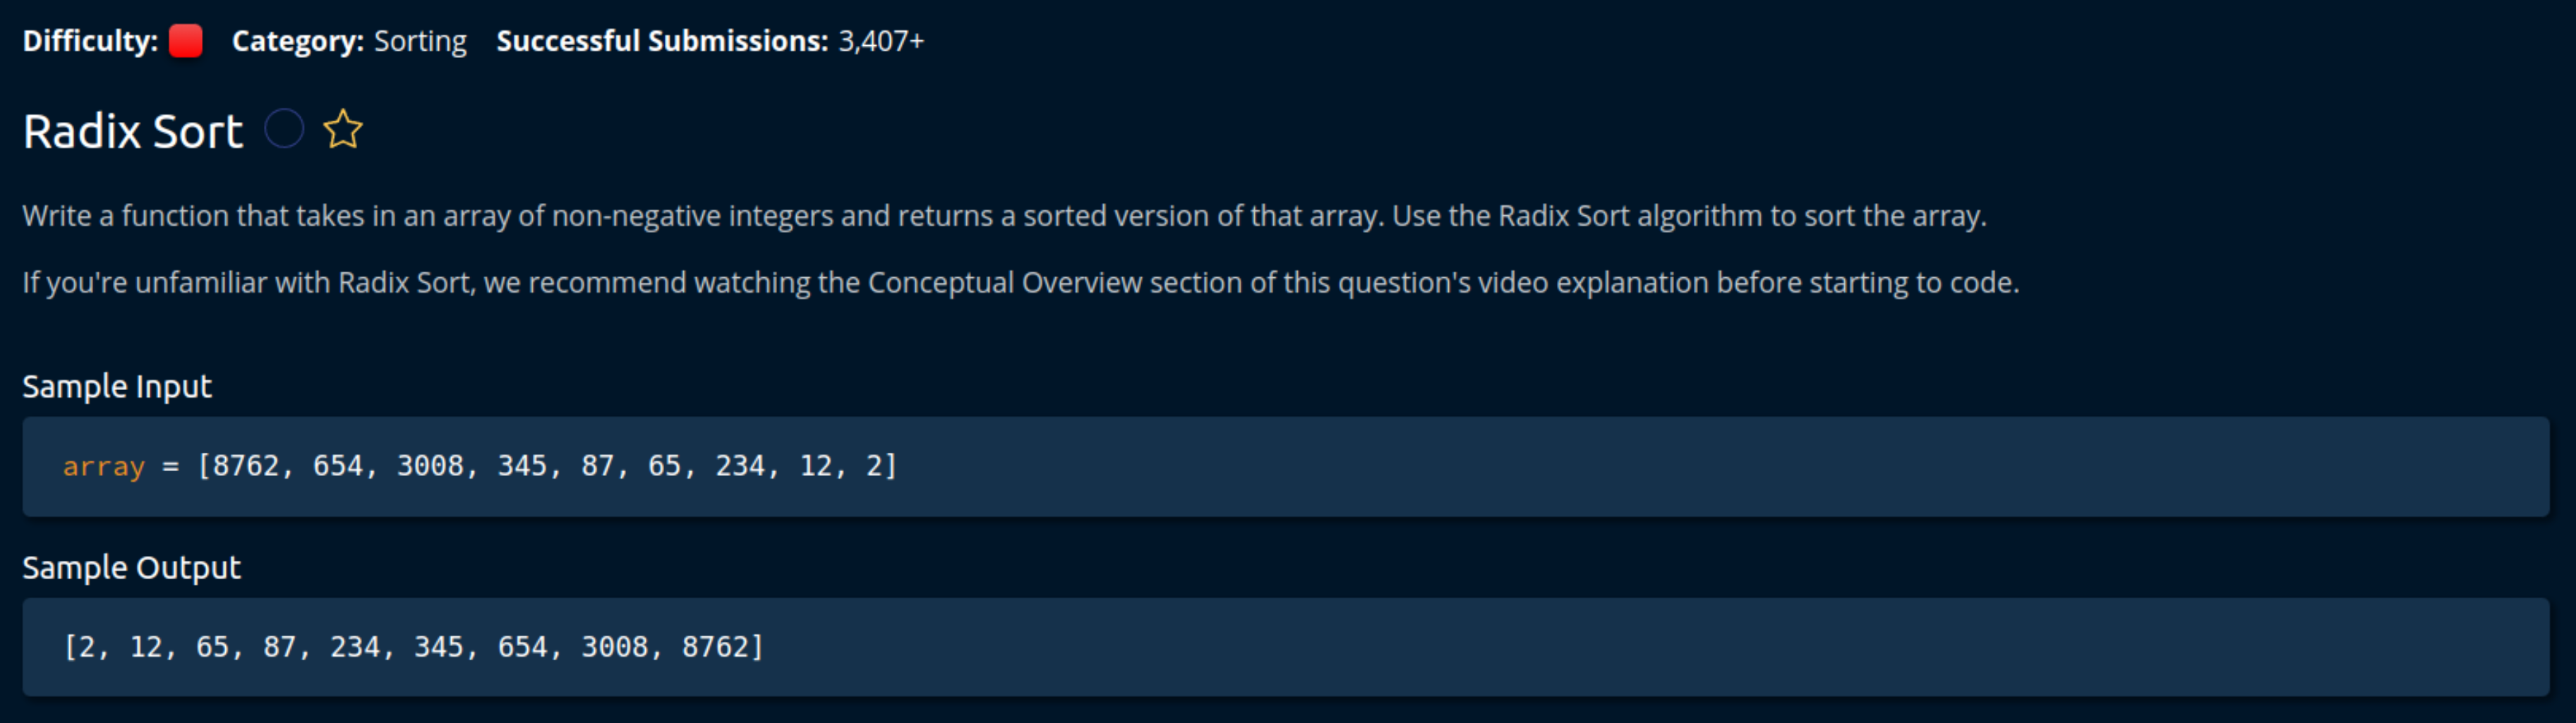 Difficulty: Category: Sorting Successful Submissions: 3,407+
Radix Sort
Write a function that takes in an array of non-negative integers and returns a sorted version of that array. Use the Radix Sort algorithm to sort the array.
If you're unfamiliar with Radix Sort, we recommend watching the Conceptual Overview section of this question's video explanation before starting to code.
Sample Input
array = [8762, 654, 3008, 345, 87, 65, 234, 12, 2]
Sample Output
[2, 12, 65, 87, 234, 345, 654, 3008, 8762]